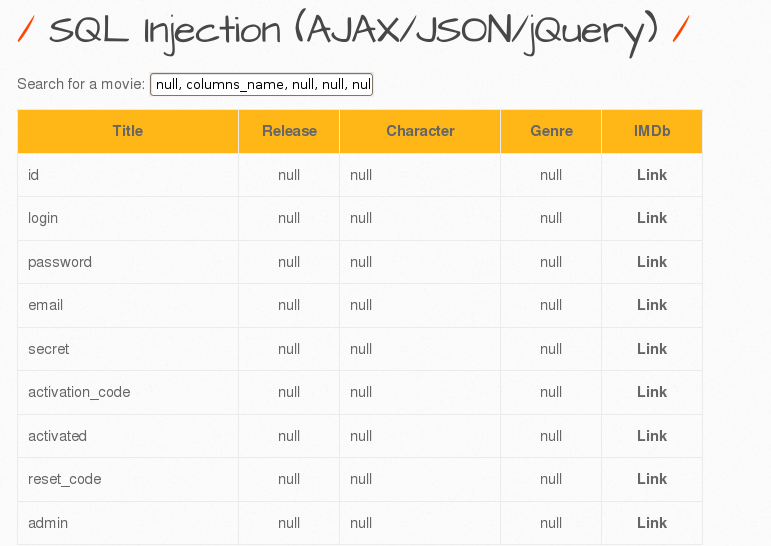 / SQL Injection (AJAX/JSON/jQuery) /
Search for a movie: null, columns_name, null, null, nul
Title Release Character Genre IMDb
id null null null Link
login null null null Link
password null null null Link
email null null null Link
secret null null null Link
activation_code null null null Link
activated null null null Link
reset_code null null null Link
admin null null null Link